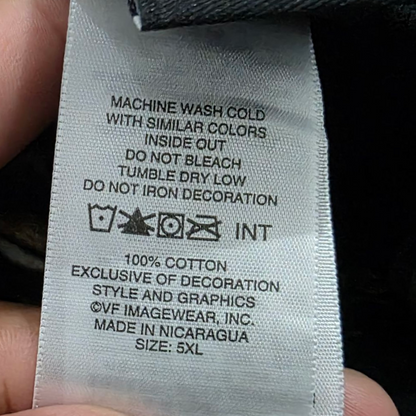 MACHINE WASH COLD
WITH SIMILAR COLORS
INSIDE OUT
DO NOT BLEACH
TUMBLE DRY LOW
DO NOT IRON DECORATION
INT
100% COTTON
EXCLUSIVE OF DECORATION
STYLE AND GRAPHICS
©VF IMAGEWEAR, INC.
MADE IN NICARAGUA
SIZE: 5XL